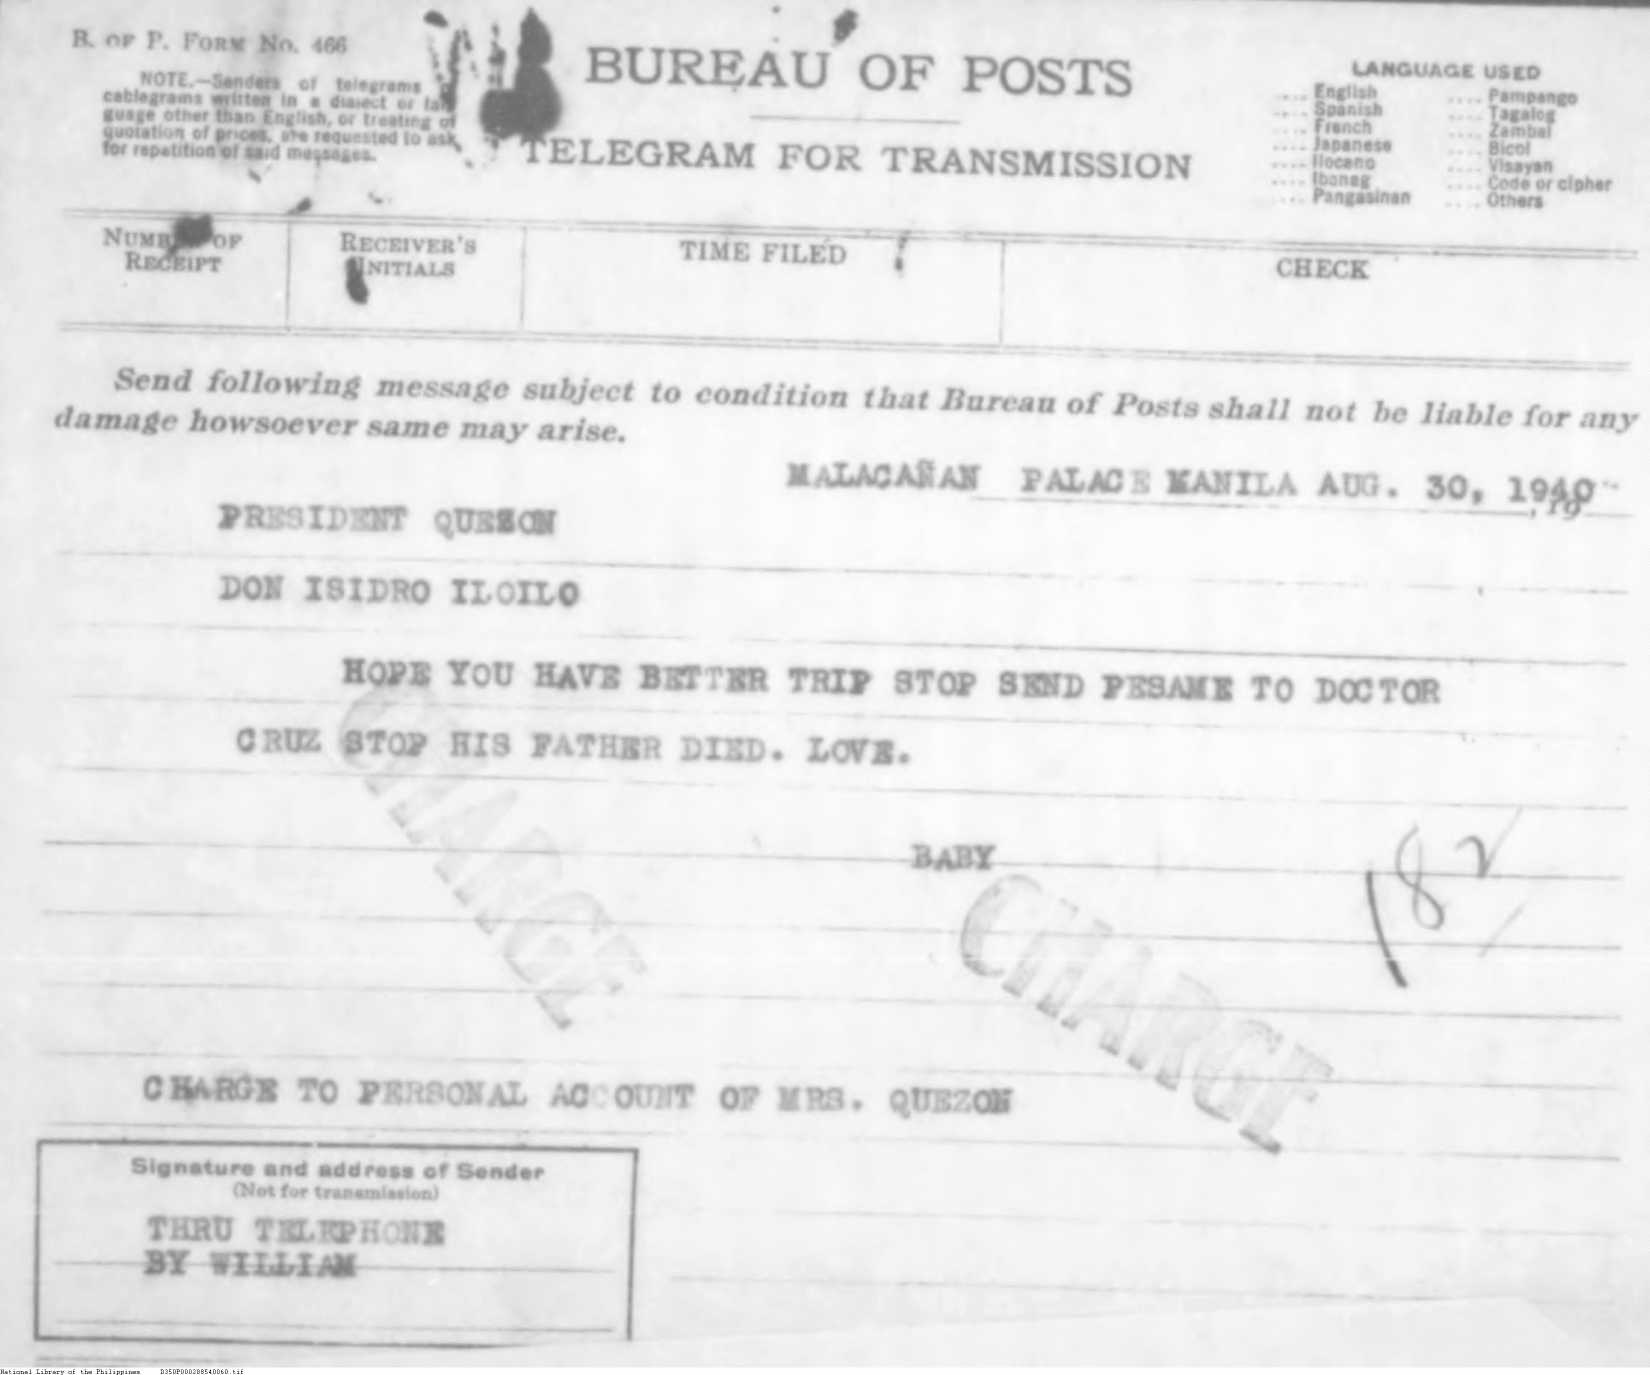 B. OF P. FORM NO. 466
NOTE.—Senders of telegrams
cablegrams written in a dialect or lan
guage other than English, or treating of
quotation of prices, are requested to ask
for repetition of said messages.
BUREAU OF POSTS
TELEGRAM FOR TRANSMISSION
LANGUAGE USED
.... English
.... Spanish
.... French
.... Japanese
.... Ilocano
.... Ibanag
.... Pangasinan
.... Pampango
.... Tagalog
.... Zambal
.... Bicol
.... Visayan
.... Code or cipher
.... Others
NUMBER OF
RECEIPT
RECEIVER'S
INITIALS
TIME FILED
CHECK
Send following message subject to condition that Bureau of Posts shall not be liable for any
damage howsoever same may arise.
MALACAÑAN PALACE MANILA AUG. 30, 1940
, 19
PRESIDENT QUEZON
DON ISIDRO ILOILO
HOPE YOU HAVE BETTER TRIP STOP SEND PESAME TO DOCTOR
CRUZ STOP HIS FATHER DIED. LOVE.
BABY
182
CHARGE
CHARGE
CHARGE TO PERSONAL ACCOUNT OF MRS. QUEZON
Signature and address of Sender
(Not for transmission)
THRU TELEPHONE
BY WILLIAM
National Library of the Philippines D350P000208540060.tif